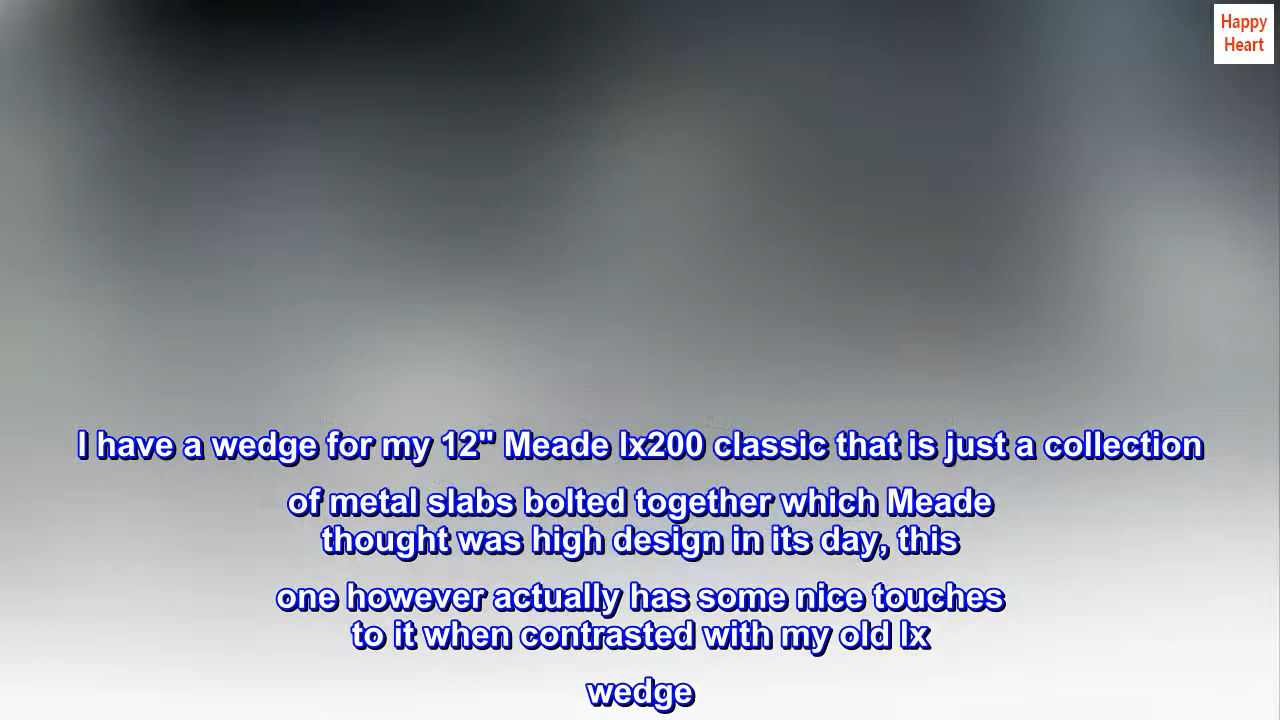 Happy
Heart
I have a wedge for my 12" Meade lx200 classic that is just a collection
of metal slabs bolted together which Meade
thought was high design in its day, this
one however actually has some nice touches
to it when contrasted with my old lx
wedge